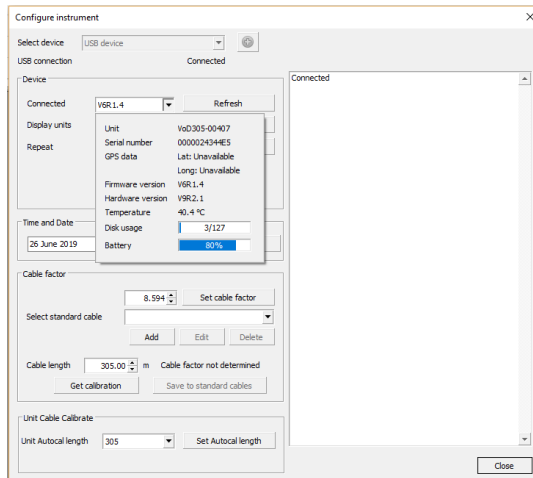 Configure instrument
Select device USB device
USB connection Connected
Device
Connected V6R1.4 Refresh
Display units
Repeat
Unit VoD305-00407
Serial number 0000024344E5
GPS data Lat: Unavailable
Long: Unavailable
Firmware version V6R1.4
Hardware version V9R2.1
Temperature 40.4 °C
Disk usage 3/127
Battery 80%
Time and Date
26 June 2019
Cable factor
8.594 Set cable factor
Select standard cable
Add Edit Delete
Cable length 305.00 m Cable factor not determined
Get calibration Save to standard cables
Unit Cable Calibrate
Unit Autocal length 305 Set Autocal length
Connected
Close